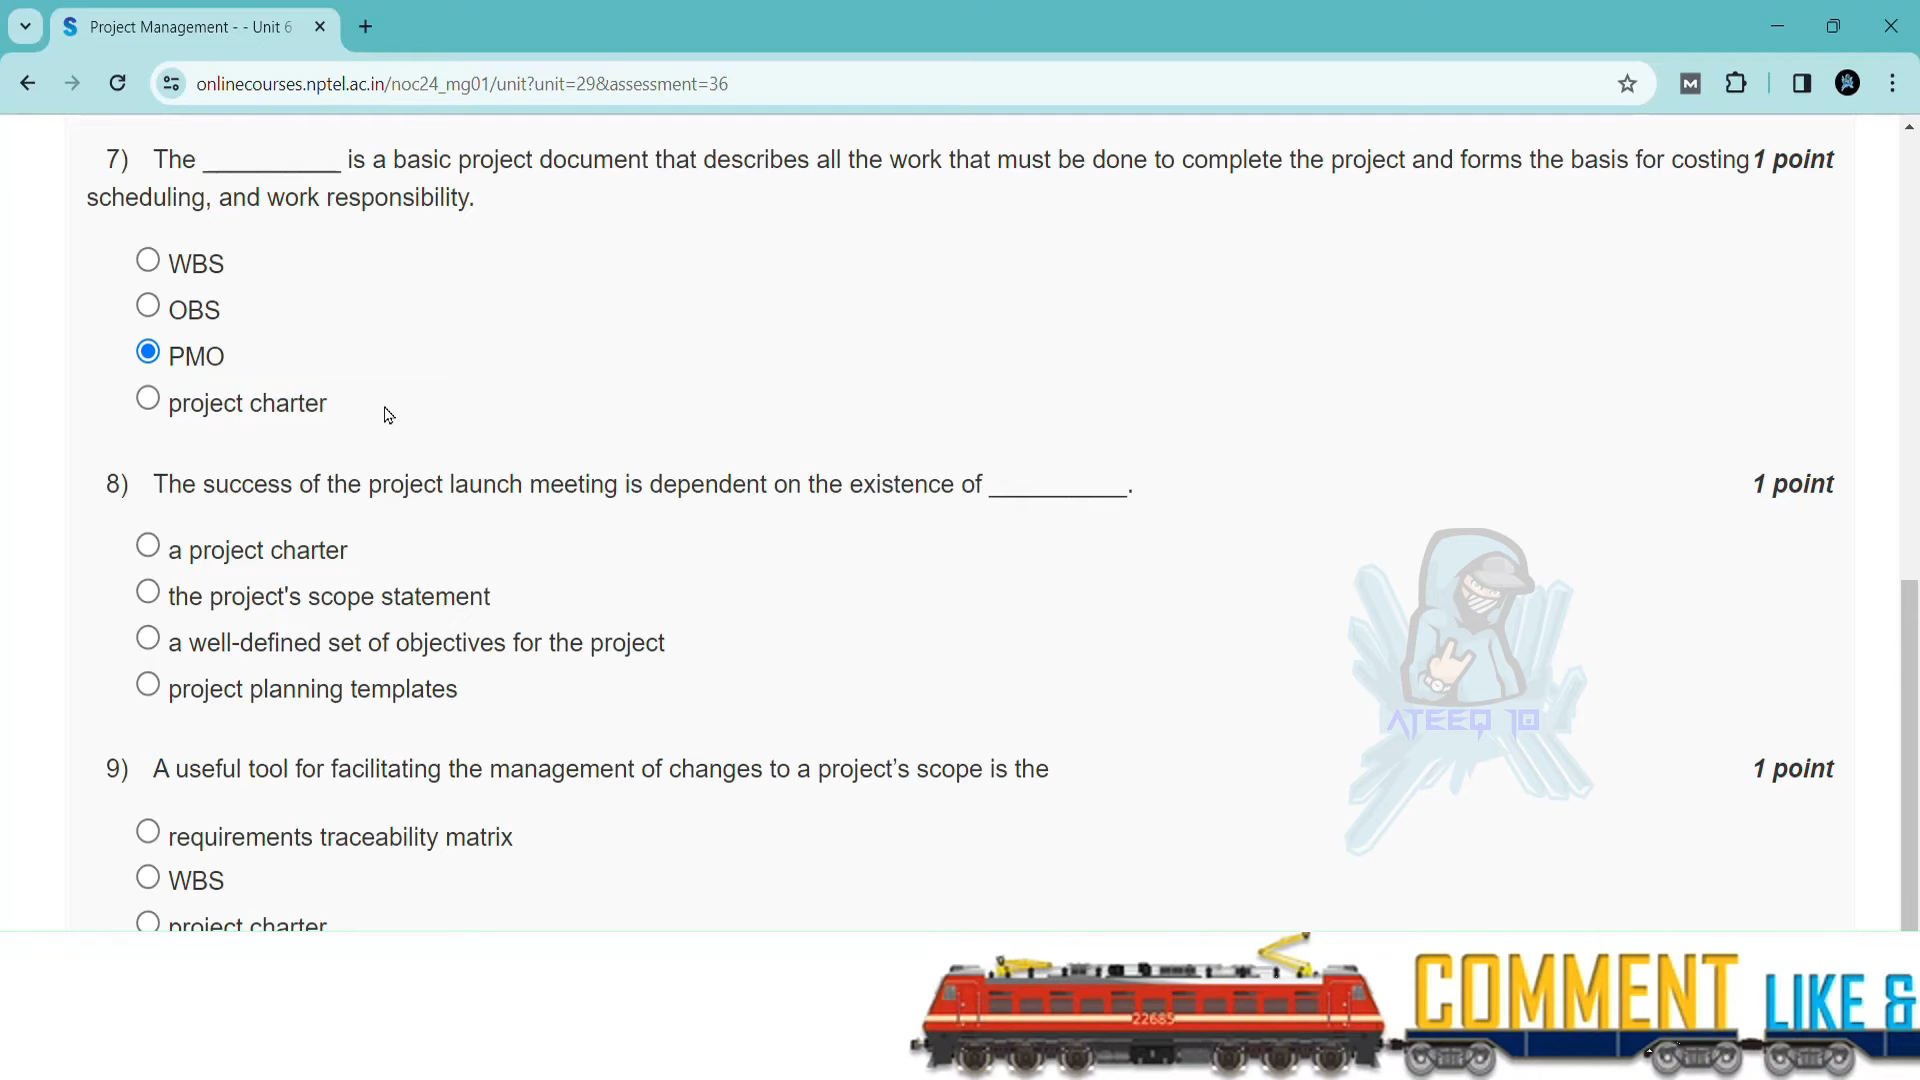 Project Management - - Unit 6
onlinecourses.nptel.ac.in/noc24_mg01/unit?unit=29&assessment=36
7) The __________ is a basic project document that describes all the work that must be done to complete the project and forms the basis for costing 1 point
scheduling, and work responsibility.
WBS
OBS
PMO
project charter
8) The success of the project launch meeting is dependent on the existence of __________. 1 point
a project charter
the project's scope statement
a well-defined set of objectives for the project
project planning templates
ATEEQ 10
9) A useful tool for facilitating the management of changes to a project’s scope is the 1 point
requirements traceability matrix
WBS
project charter
COMMENT LIKE &
22685